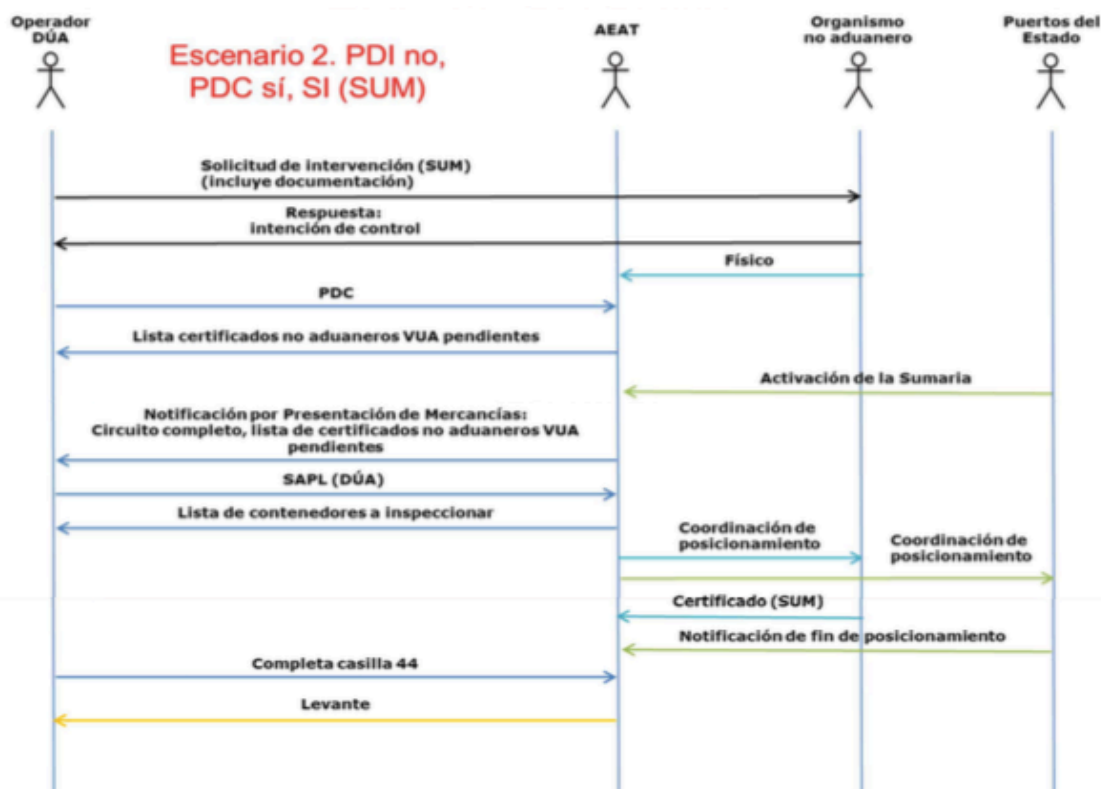 Operador
DÚA
Escenario 2. PDI no,
PDC sí, SI (SUM)
AEAT
Organismo
no aduanero
Puertos del
Estado
Solicitud de intervención (SUM)
(incluye documentación)
Respuesta:
intención de control
Físico
PDC
Lista certificados no aduaneros VUA pendientes
Activación de la Sumaria
Notificación por Presentación de Mercancías:
Circuito completo, lista de certificados no aduaneros VUA
pendientes
SAPL (DÚA)
Lista de contenedores a inspeccionar
Coordinación de
posicionamiento
Coordinación de
posicionamiento
Certificado (SUM)
Notificación de fin de posicionamiento
Completa casilla 44
Levante